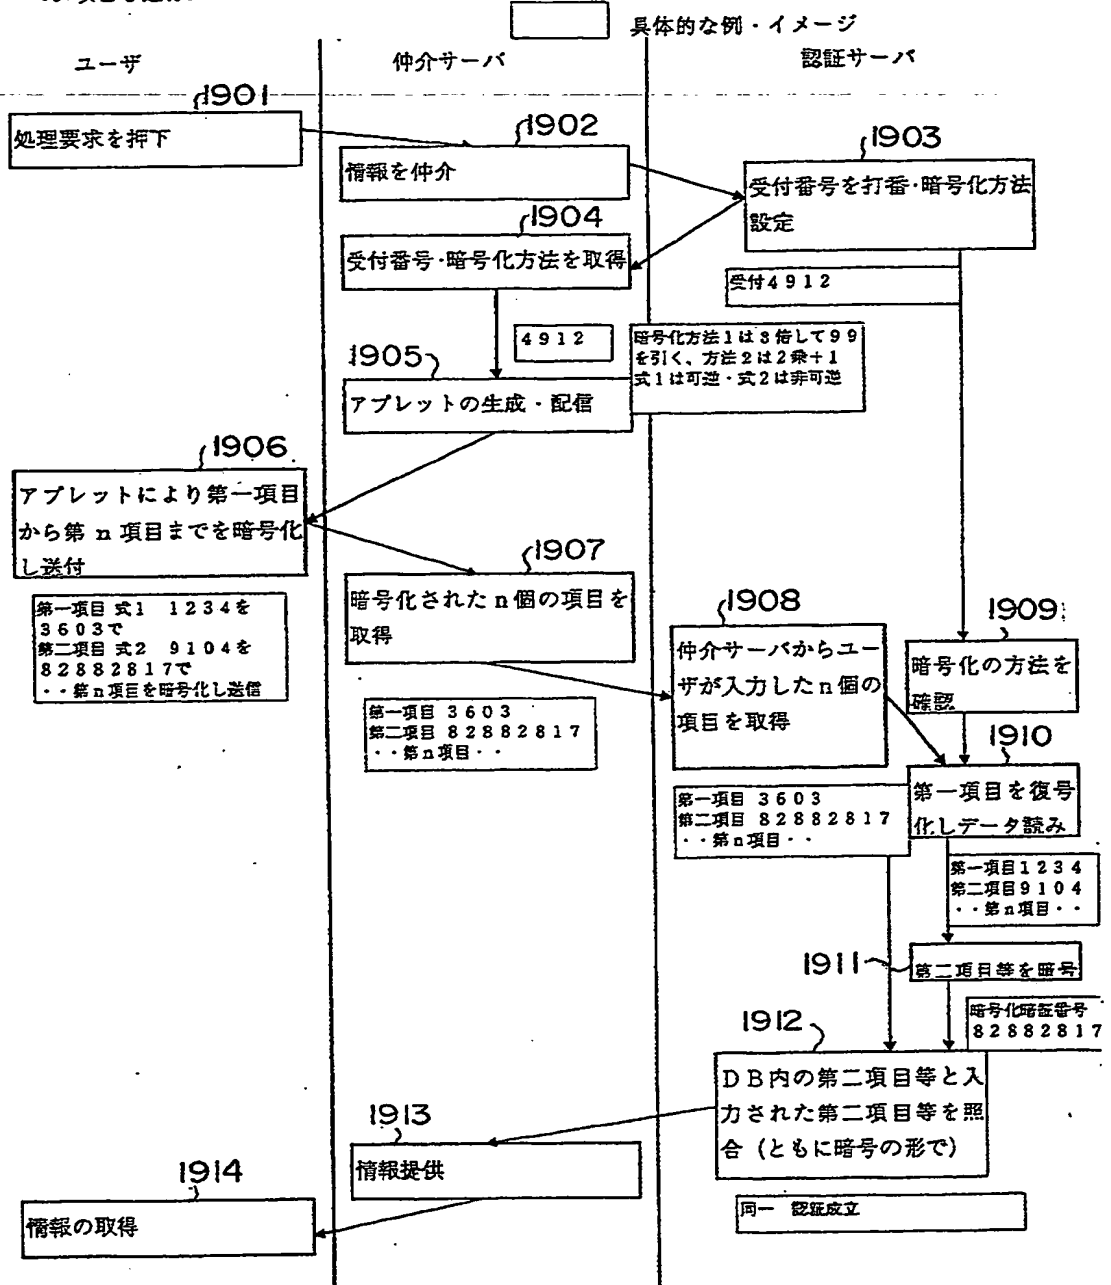 具体的な例・イメージ
ユーザ
仲介サーバ
認証サーバ
1901
処理要求を押下
1902
情報を仲介
1903
受付番号を打番・暗号化方法
設定
1904
受付番号・暗号化方法を取得
受付4912
4912
暗号化方法1は3倍して99
を引く、方法2は2乗+1
式1は可逆・式2は非可逆
1905
アプレットの生成・配信
1906
アプレットにより第一項目
から第n項目までを暗号化
し送付
第一項目 式1 1234を
3603で
第二項目 式2 9104を
82882817で
・・第n項目を暗号化し送信
1907
暗号化されたn個の項目を
取得
第一項目 3603
第二項目 82882817
・・第n項目・・
1908
仲介サーバからユー
ザが入力したn個の
項目を取得
第一項目 3603
第二項目 82882817
・・第n項目・・
1909
暗号化の方法を
確認
1910
第一項目を復号
化しデータ読み
第一項目1234
第二項目9104
・・第n項目・・
1911
第二項目等を暗号
暗号化暗証番号
82882817
1912
DB内の第二項目等と入
力された第二項目等を照
合(ともに暗号の形で)
同一 認証成立
1913
情報提供
1914
情報の取得